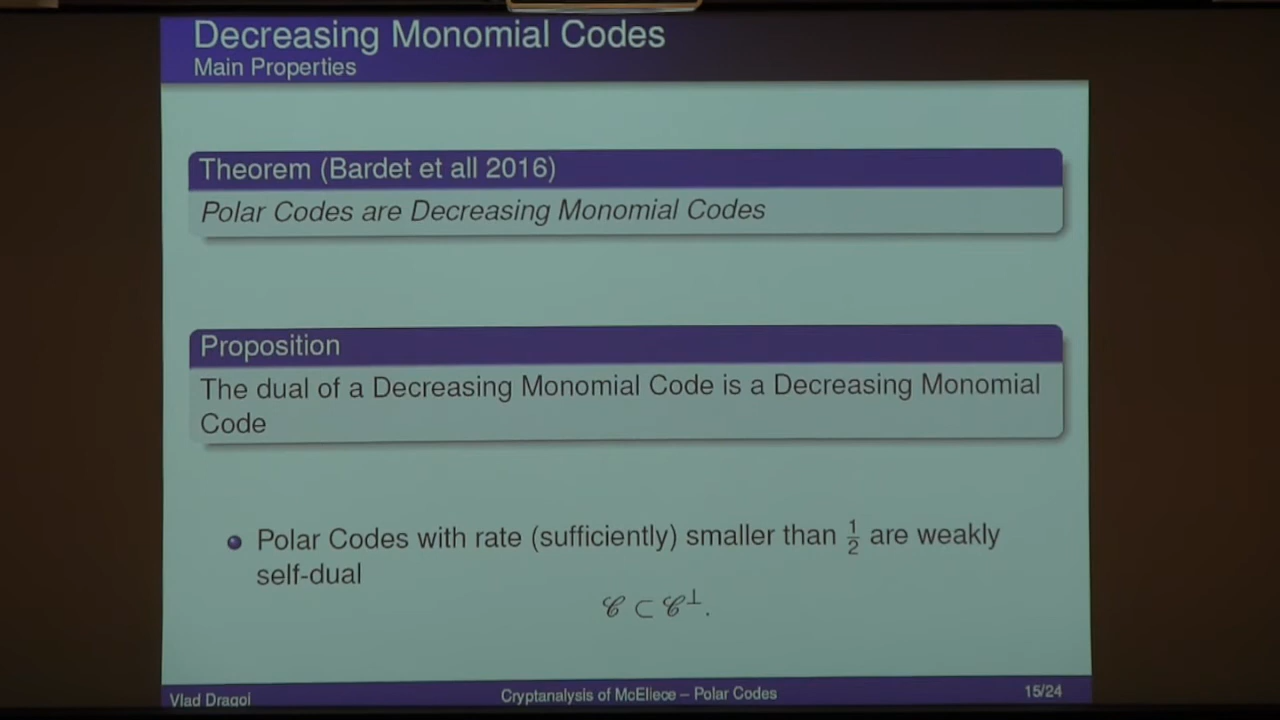 Decreasing Monomial Codes
Main Properties
Theorem (Bardet et all 2016)
Polar Codes are Decreasing Monomial Codes
Proposition
The dual of a Decreasing Monomial Code is a Decreasing Monomial
Code
Polar Codes with rate (sufficiently) smaller than 1/2 are weakly
self-dual
𝒞 ⊂ 𝒞⊥.
Vlad Dragoi Cryptanalysis of McEliece – Polar Codes 15/24